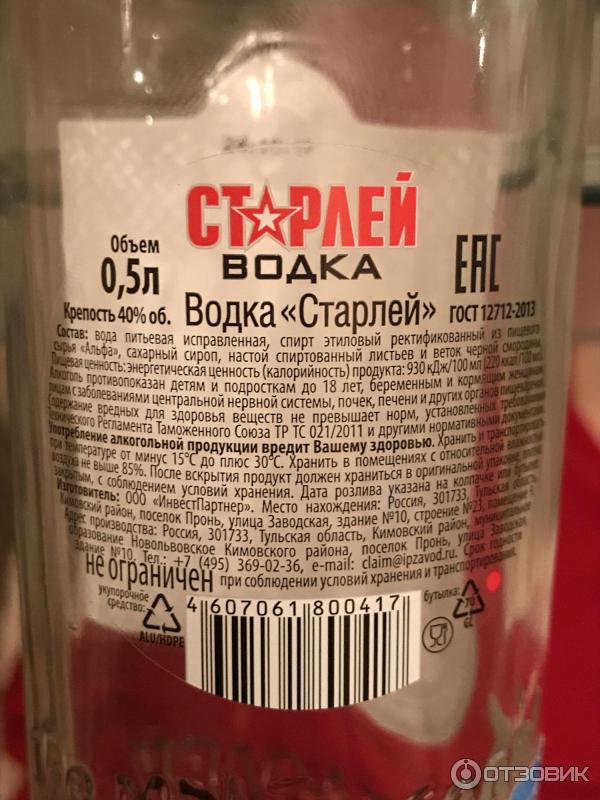 СТАРЛЕЙ
ВОДКА
Объем
0,5л
Крепость 40% об.
Водка «Старлей»
EAC
ГОСТ 12712-2013
Состав: вода питьевая исправленная, спирт этиловый ректификованный из пищевого
сырья «Альфа», сахарный сироп, настой спиртованный листьев и веток черной смородины.
Пищевая ценность: энергетическая ценность (калорийность) продукта: 930 кДж/100 мл (220 ккал/100 мл).
Алкоголь противопоказан детям и подросткам до 18 лет, беременным и кормящим женщинам,
лицам с заболеваниями центральной нервной системы, почек, печени и других органов пищеварения.
Содержание вредных для здоровья веществ не превышает норм, установленных требованиями
Технического Регламента Таможенного Союза ТР ТС 021/2011 и другими нормативными документами.
Употребление алкогольной продукции вредит Вашему здоровью. Хранить и транспортировать
при температуре от минус 15°С до плюс 30°С. Хранить в помещениях с относительной влажностью
воздуха не выше 85%. После вскрытия продукт должен храниться в оригинальной упаковке, плотно
закрытым, с соблюдением условий хранения. Дата розлива указана на колпачке или бутылке.
Изготовитель: ООО «ИнвестПартнер». Место нахождения: Россия, 301733, Тульская область,
Кимовский район, поселок Пронь, улица Заводская, здание №10, строение №23, помещение
Адрес производства: Россия, 301733, Тульская область, Кимовский район, муниципальное
образование Новольвовское Кимовского района, поселок Пронь, улица Заводская,
здание №10. Тел.: +7 (495) 369-02-36, e-mail: claim@ipzavod.ru. Срок годности
не ограничен при соблюдении условий хранения и транспортирования.
укупорочное
средство:
ALU/HDPE
4 607061 800417
бутылка:
70
GL
ОТЗОВИК